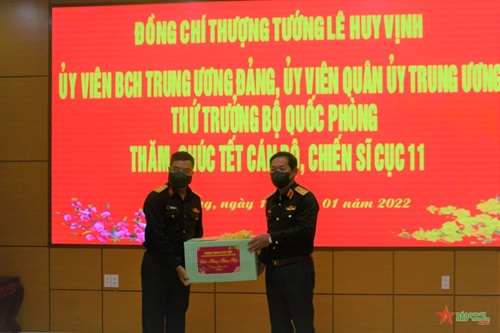 ĐỒNG CHÍ THƯỢNG TƯỚNG LÊ HUY VỊNH
ỦY VIÊN BCH TRUNG ƯƠNG ĐẢNG, ỦY VIÊN QUÂN ỦY TRUNG ƯƠNG
THỨ TRƯỞNG BỘ QUỐC PHÒNG
THĂM, CHÚC TẾT CÁN BỘ, CHIẾN SĨ CỤC 11
01 năm 2022